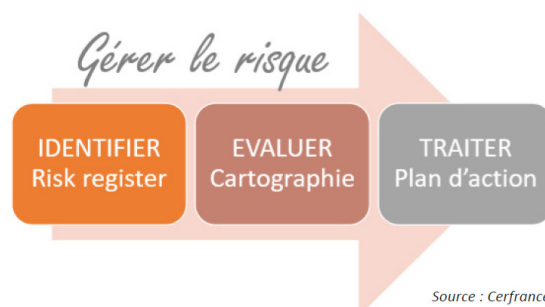 Gérer le risque
IDENTIFIER
Risk register
EVALUER
Cartographie
TRAITER
Plan d'action
Source : Cerfrance